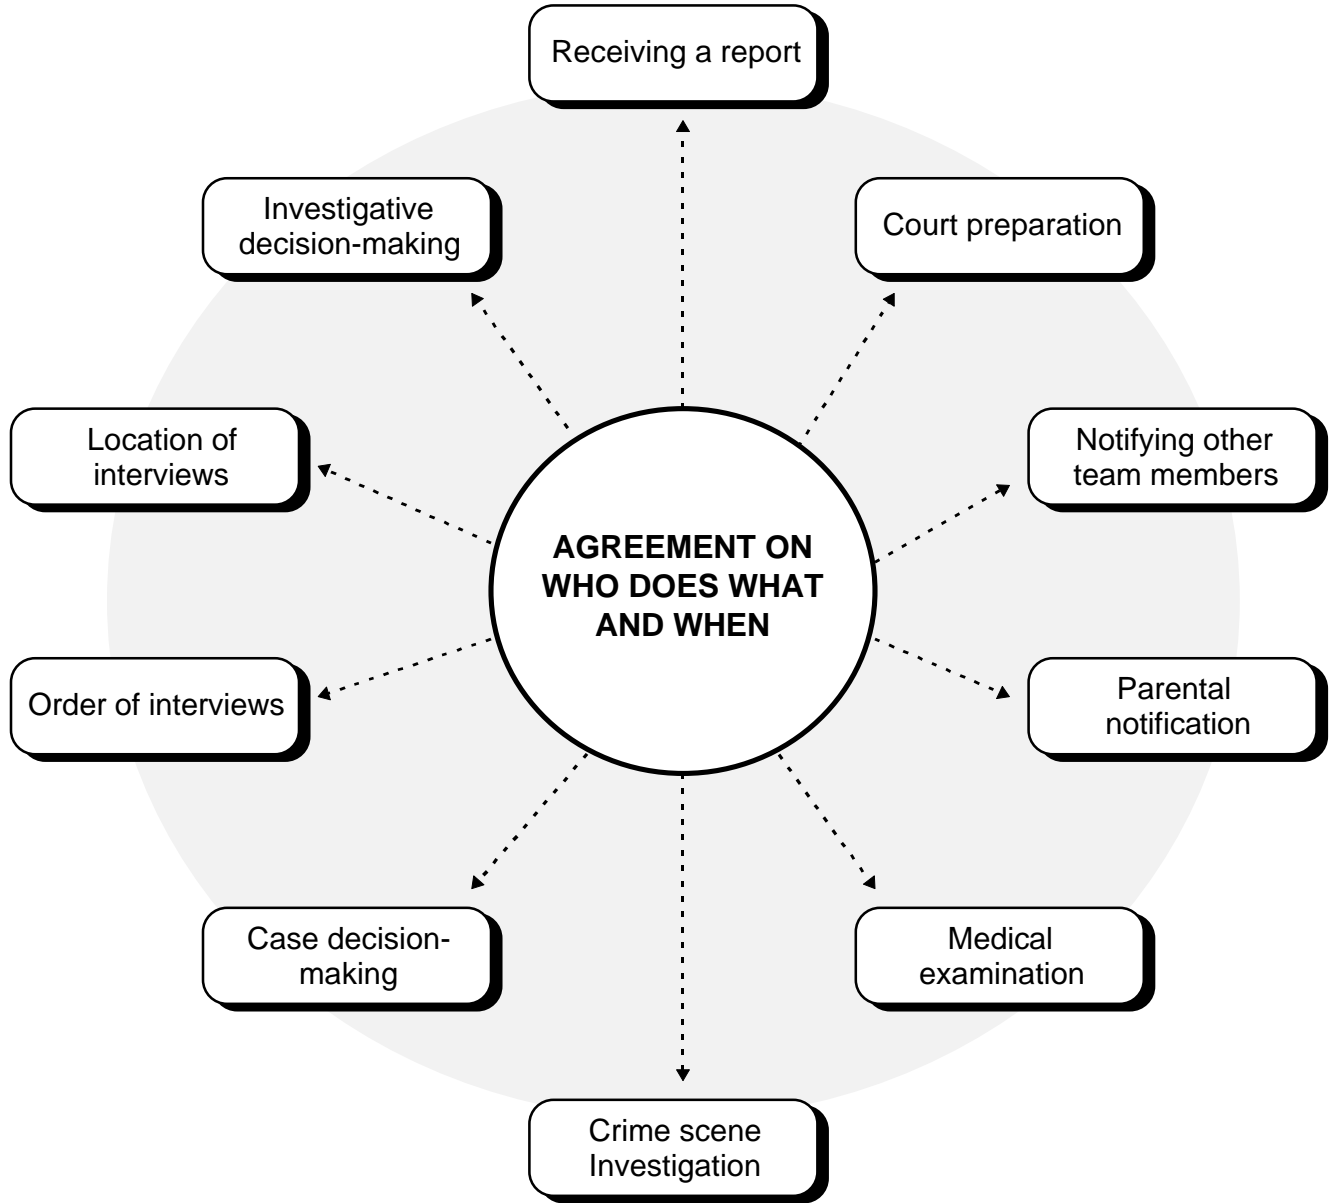 Receiving a report
Investigative
decision-making
Court preparation
Location of
interviews
Notifying other
team members
AGREEMENT ON
WHO DOES WHAT
AND WHEN
Order of interviews
Parental
notification
Case decision-
making
Medical
examination
Crime scene
Investigation